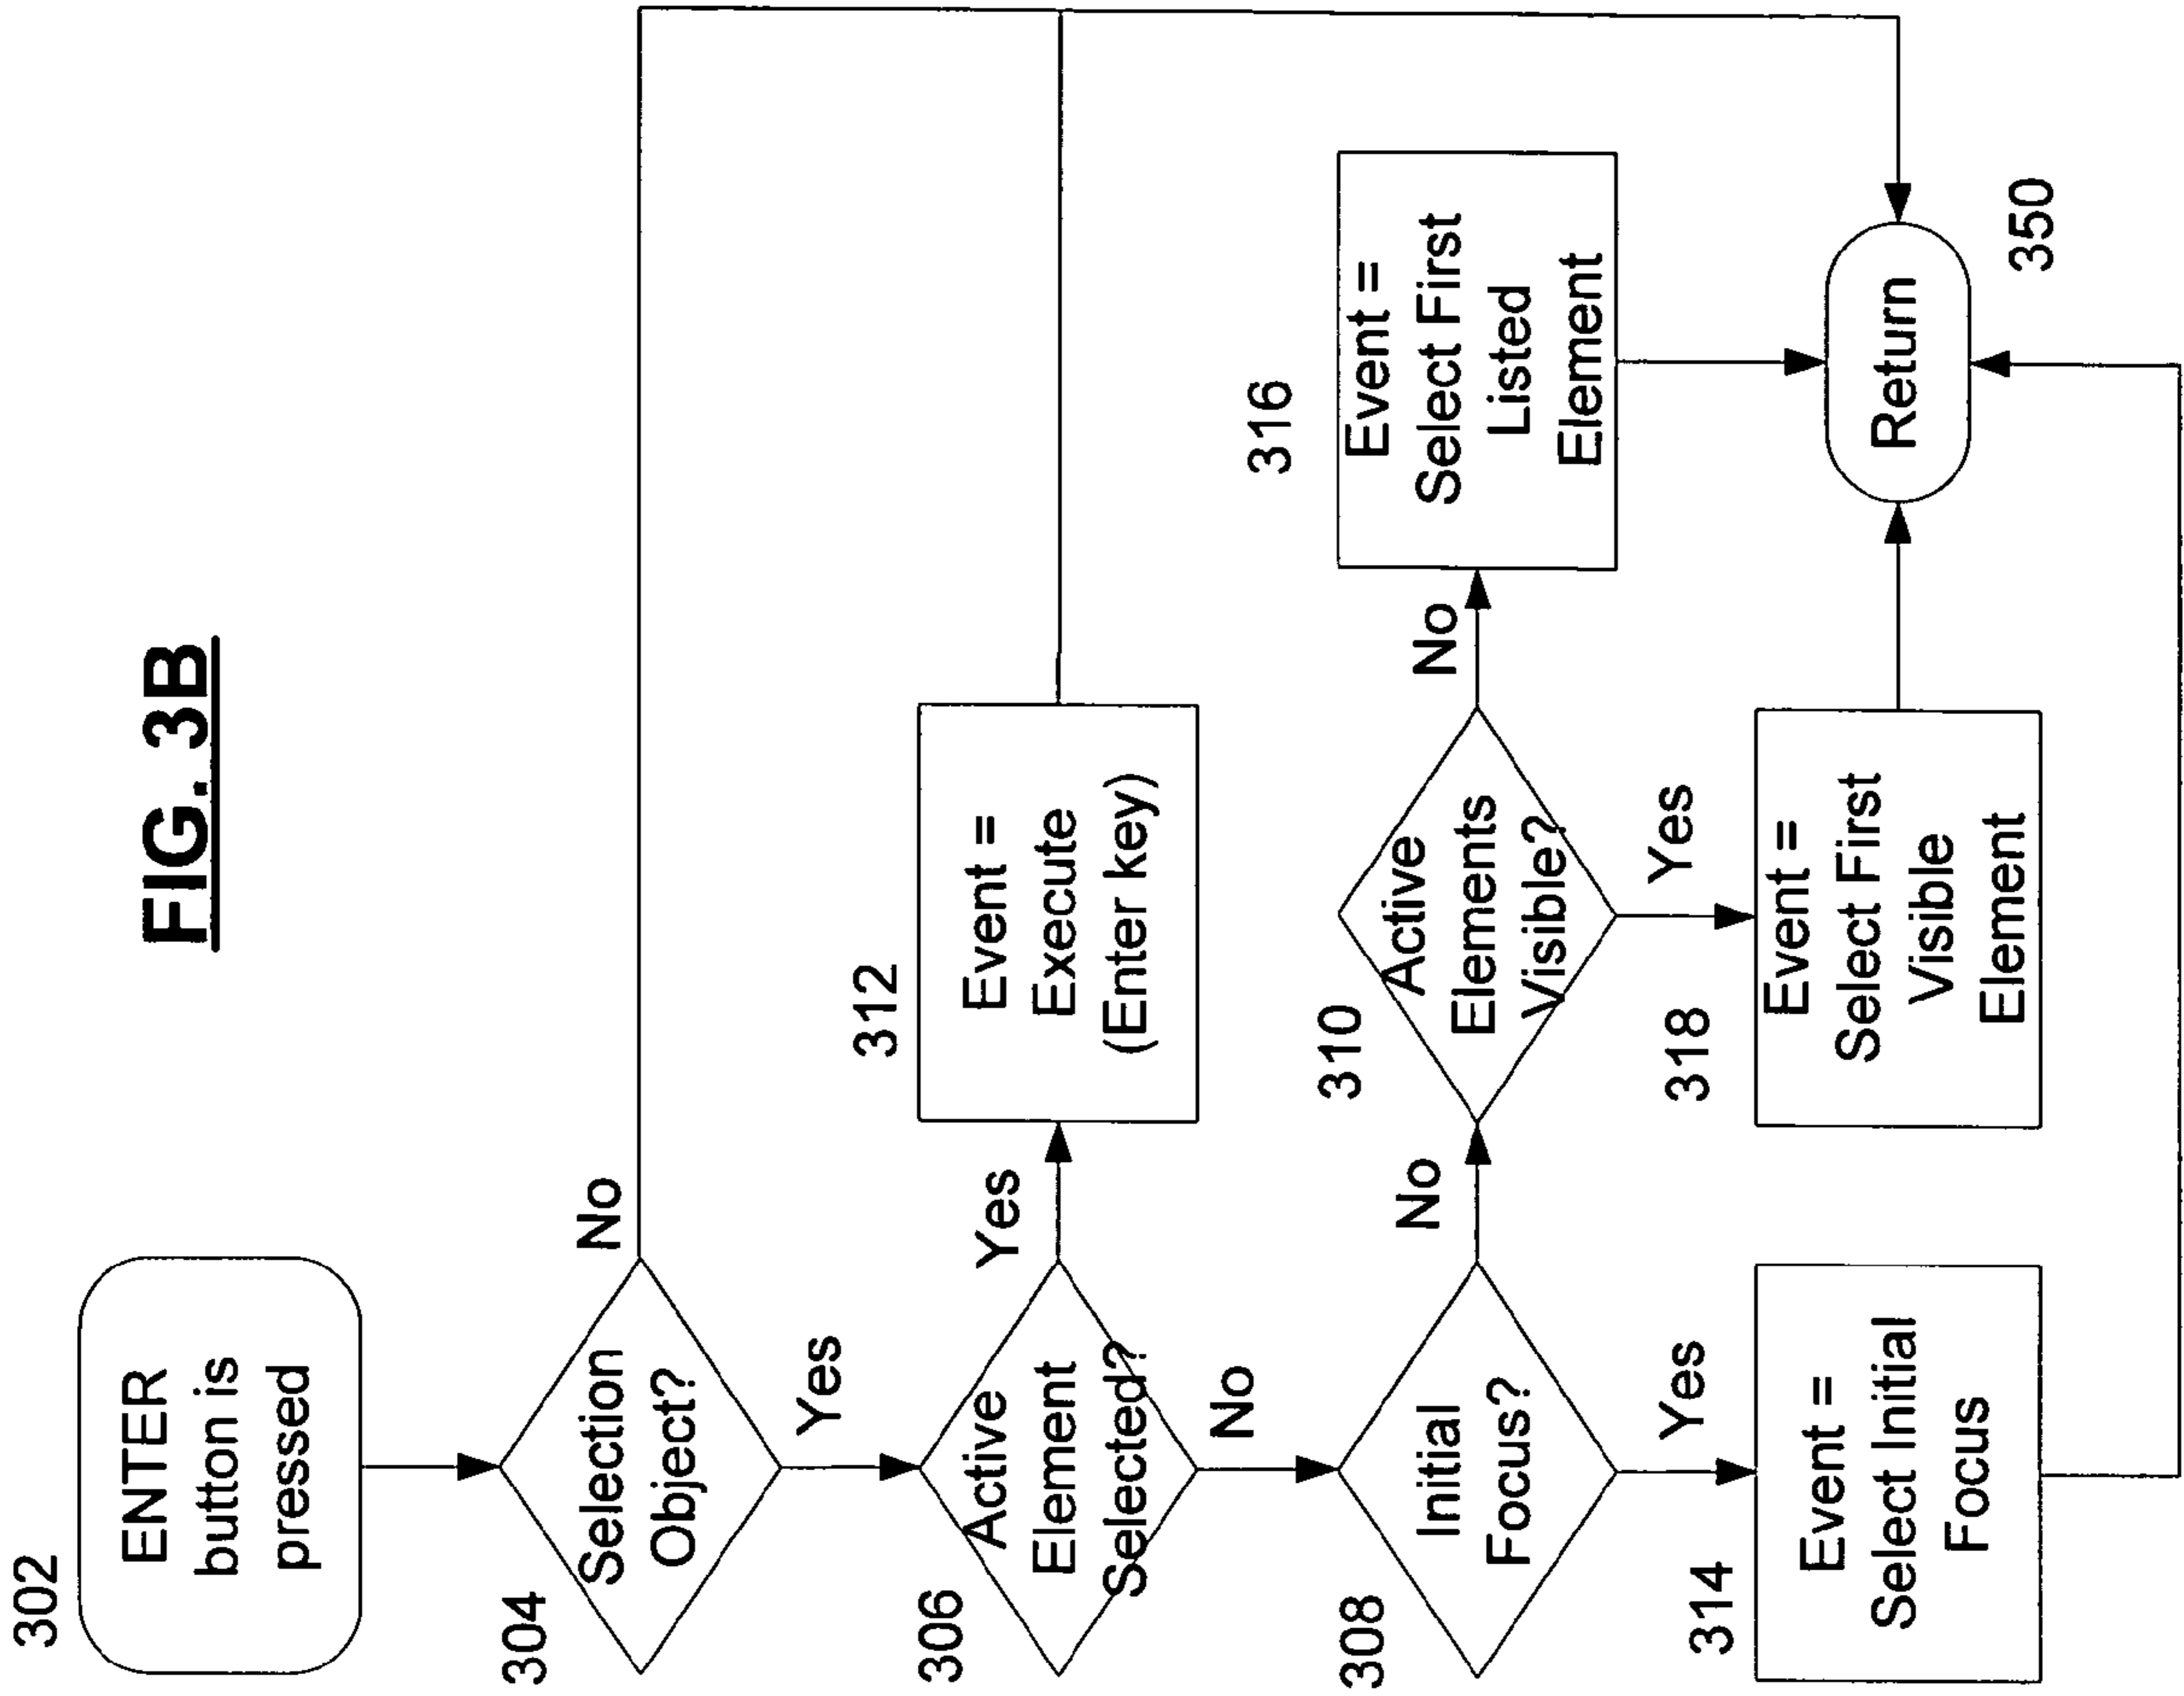 FIG. 3B
302
ENTER
button is
pressed
304
Selection
Object?
No
Yes
306
Active
Element
Selected?
Yes
No
312
Event =
Execute
(Enter key)
308
Initial
Focus?
No
Yes
310
Active
Elements
Visible?
No
Yes
316
Event =
Select First
Listed
Element
314
Event =
Select Initial
Focus
318
Event =
Select First
Visible
Element
Return
350